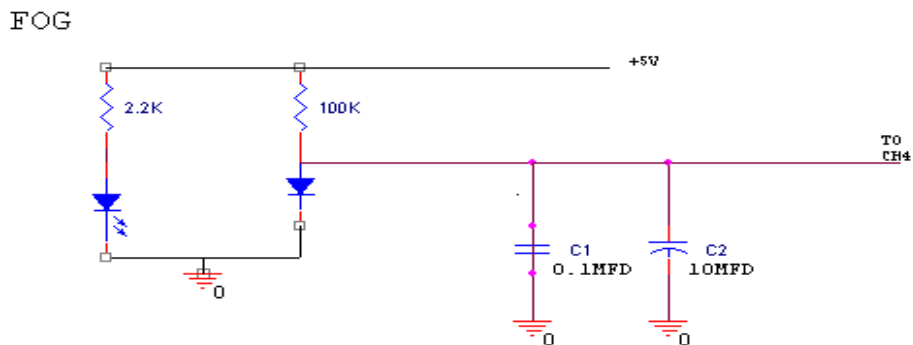 FOG
+5V
2.2K
100K
TO
CH4
C1
0.1MFD
C2
10MFD
0
0
0